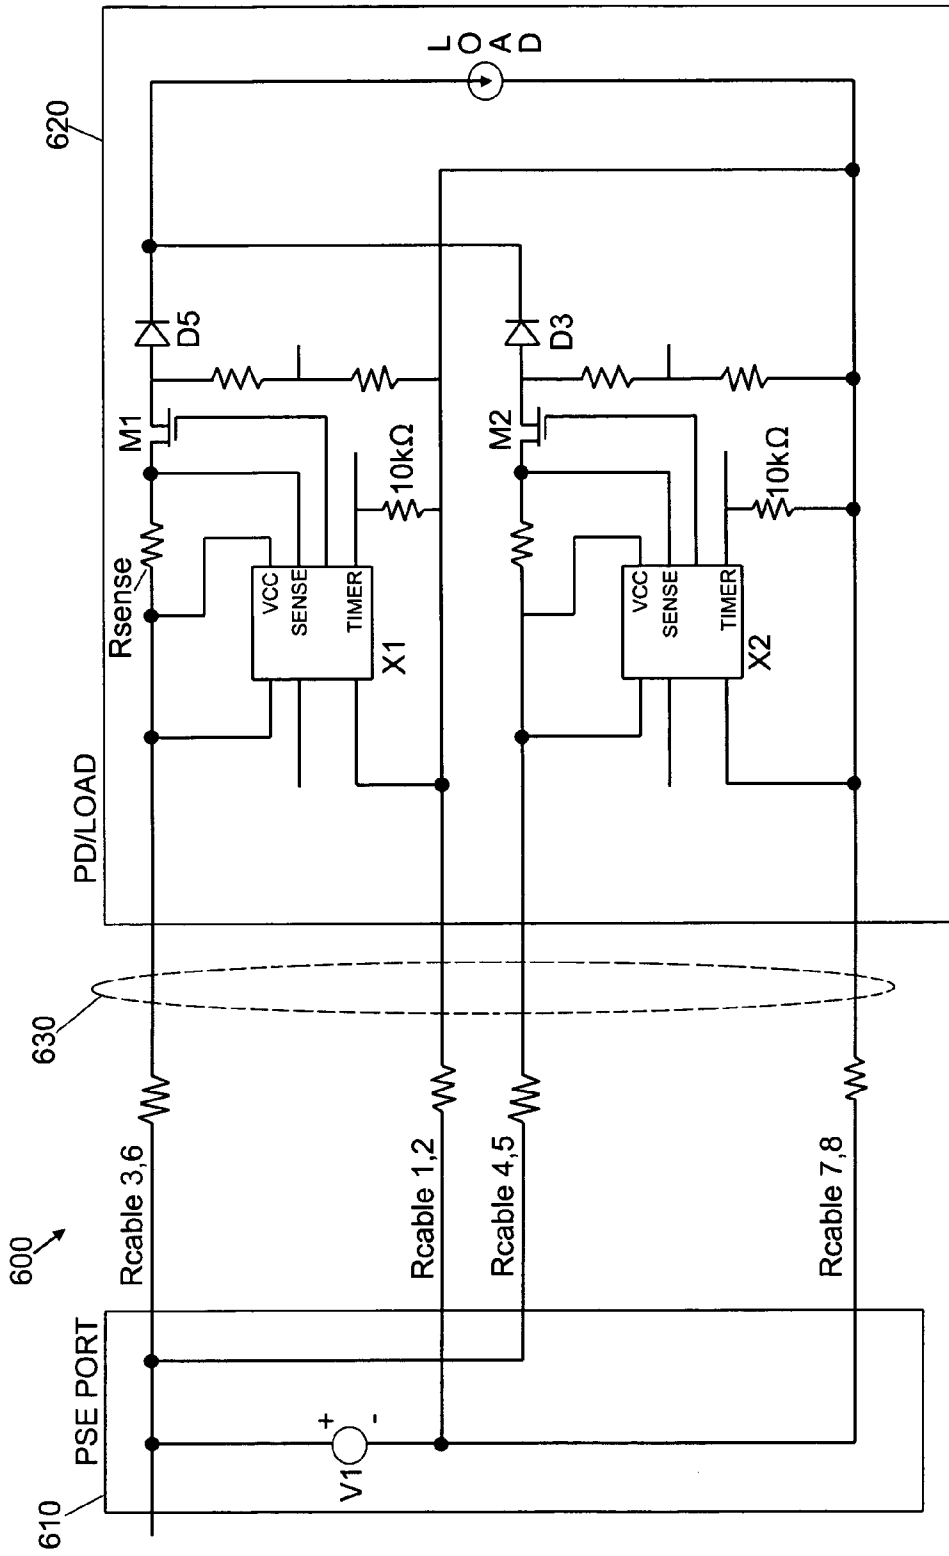 600
610
PSE PORT
V1
+
-
Rcable 3,6
Rcable 1,2
Rcable 4,5
Rcable 7,8
630
620
PD/LOAD
Rsense
M1
D5
VCC
SENSE
TIMER
X1
10kΩ
M2
D3
VCC
SENSE
TIMER
X2
10kΩ
LOAD